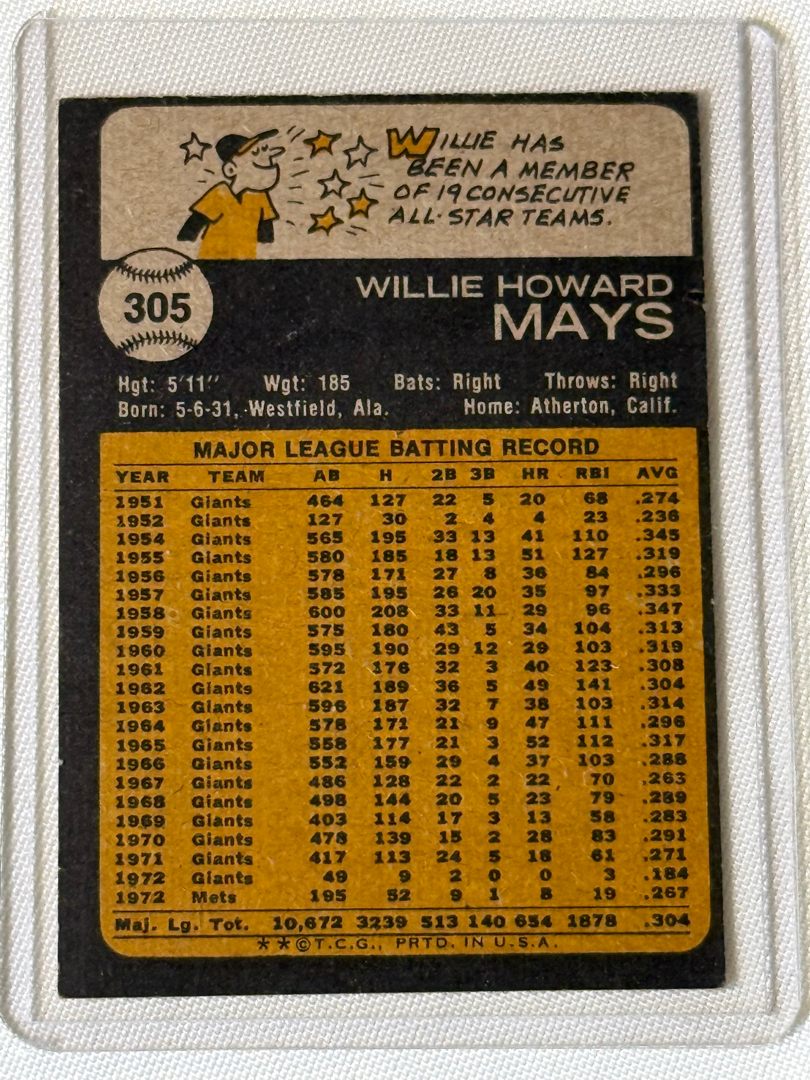 WILLIE HAS
BEEN A MEMBER
OF 19 CONSECUTIVE
ALL-STAR TEAMS.
305
WILLIE HOWARD
MAYS
Hgt: 5'11" Wgt: 185 Bats: Right Throws: Right
Born: 5-6-31, Westfield, Ala. Home: Atherton, Calif.
MAJOR LEAGUE BATTING RECORD
YEAR TEAM AB H 2B 3B HR RBI AVG
1951 Giants 464 127 22 5 20 68 .274
1952 Giants 127 30 2 4 4 23 .236
1954 Giants 565 195 33 13 41 110 .345
1955 Giants 580 185 18 13 51 127 .319
1956 Giants 578 171 27 8 36 84 .296
1957 Giants 585 195 26 20 35 97 .333
1958 Giants 600 208 33 11 29 96 .347
1959 Giants 575 180 43 5 34 104 .313
1960 Giants 595 190 29 12 29 103 .319
1961 Giants 572 176 32 3 40 123 .308
1962 Giants 621 189 36 5 49 141 .304
1963 Giants 596 187 32 7 38 103 .314
1964 Giants 578 171 21 9 47 111 .296
1965 Giants 558 177 21 3 52 112 .317
1966 Giants 552 159 29 4 37 103 .288
1967 Giants 486 128 22 2 22 70 .263
1968 Giants 498 144 20 5 23 79 .289
1969 Giants 403 114 17 3 13 58 .283
1970 Giants 478 139 15 2 28 83 .291
1971 Giants 417 113 24 5 18 61 .271
1972 Giants 49 9 2 0 0 3 .184
1972 Mets 195 52 9 1 8 19 .267
Maj. Lg. Tot. 10,672 3239 513 140 654 1878 .304
**©T.C.G., PRTD. IN U.S.A.